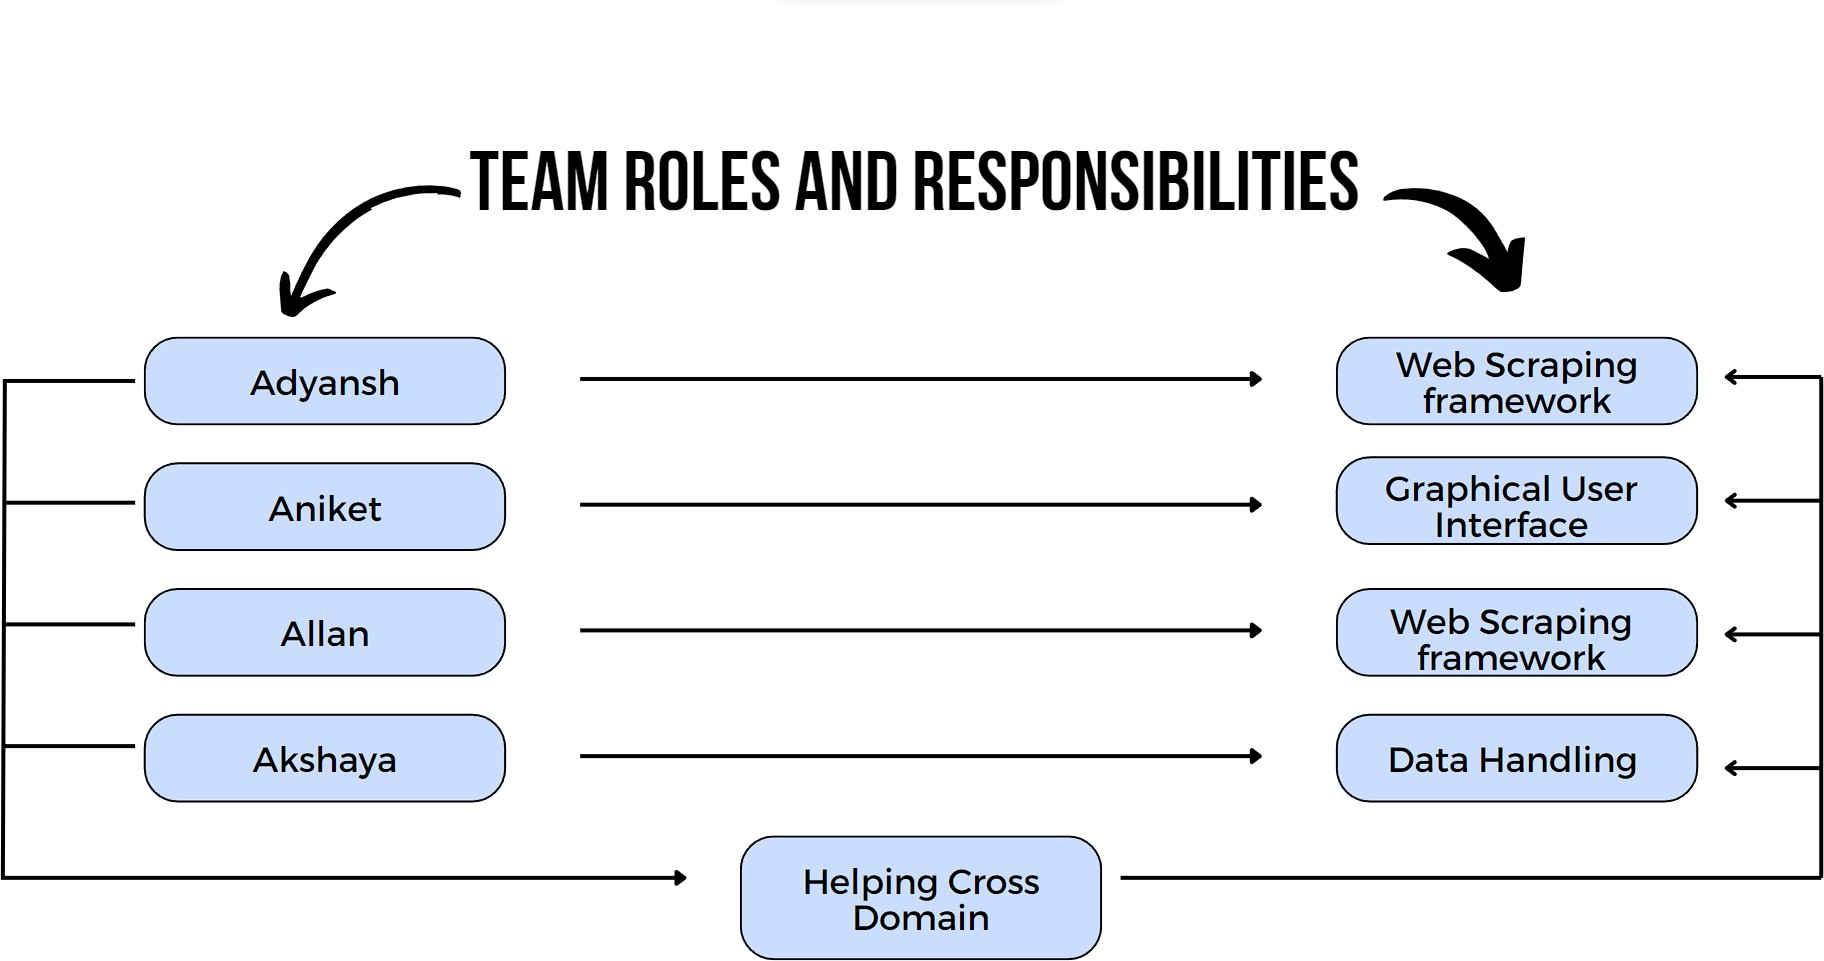 TEAM ROLES AND RESPONSIBILITIES
Adyansh
Web Scraping
framework
Aniket
Graphical User
Interface
Allan
Web Scraping
framework
Akshaya
Data Handling
Helping Cross
Domain